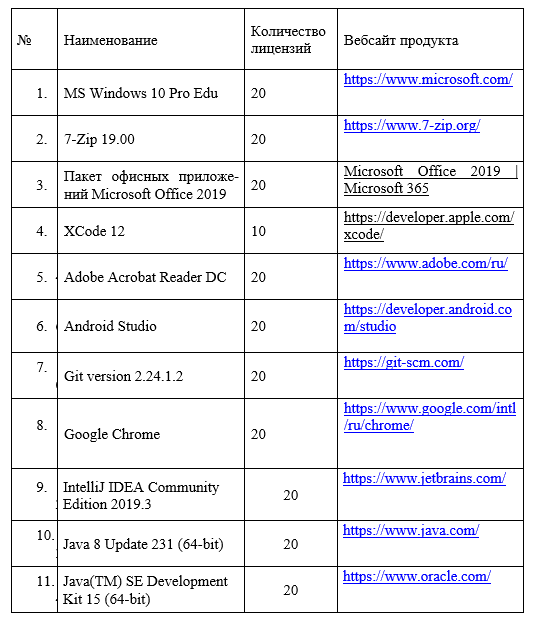 № Наименование Количество лицензий Вебсайт продукта
1. MS Windows 10 Pro Edu 20 https://www.microsoft.com/
2. 7-Zip 19.00 20 https://www.7-zip.org/
3. Пакет офисных приложе-
ний Microsoft Office 2019 20 Microsoft Office 2019 |
Microsoft 365
4. XCode 12 10 https://developer.apple.com/
xcode/
5. Adobe Acrobat Reader DC 20 https://www.adobe.com/ru/
6. Android Studio 20 https://developer.android.co
m/studio
7. Git version 2.24.1.2 20 https://git-scm.com/
8. Google Chrome 20 https://www.google.com/intl
/ru/chrome/
9. IntelliJ IDEA Community
Edition 2019.3 20 https://www.jetbrains.com/
10. Java 8 Update 231 (64-bit) 20 https://www.java.com/
11. Java(TM) SE Development
Kit 15 (64-bit) 20 https://www.oracle.com/